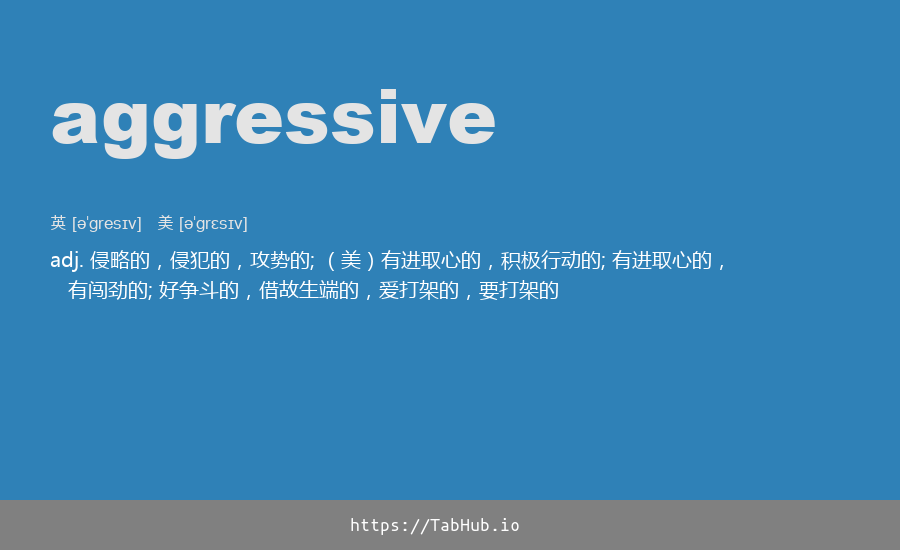 aggressive
英 [ə'gresɪv] 美 [ə'grɛsɪv]
adj. 侵略的，侵犯的，攻势的; （美）有进取心的，积极行动的; 有进取心的，
有闯劲的; 好争斗的，借故生端的，爱打架的，要打架的
https://TabHub.io